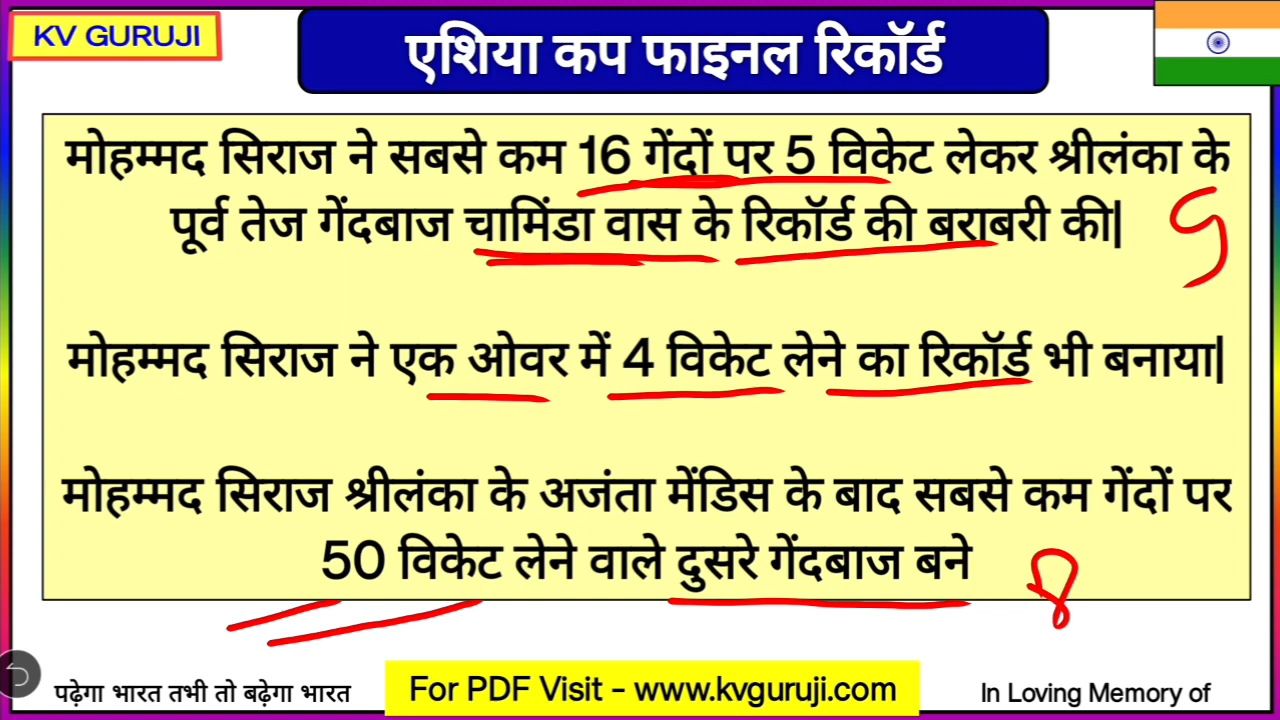 KV GURUJI
एशिया कप फाइनल रिकॉर्ड
मोहम्मद सिराज ने सबसे कम 16 गेंदों पर 5 विकेट लेकर श्रीलंका के
पूर्व तेज गेंदबाज चामिंडा वास के रिकॉर्ड की बराबरी की|
मोहम्मद सिराज ने एक ओवर में 4 विकेट लेने का रिकॉर्ड भी बनाया|
मोहम्मद सिराज श्रीलंका के अजंता मेंडिस के बाद सबसे कम गेंदों पर
50 विकेट लेने वाले दुसरे गेंदबाज बने
पढ़ेगा भारत तभी तो बढ़ेगा भारत
For PDF Visit - www.kvguruji.com
In Loving Memory of